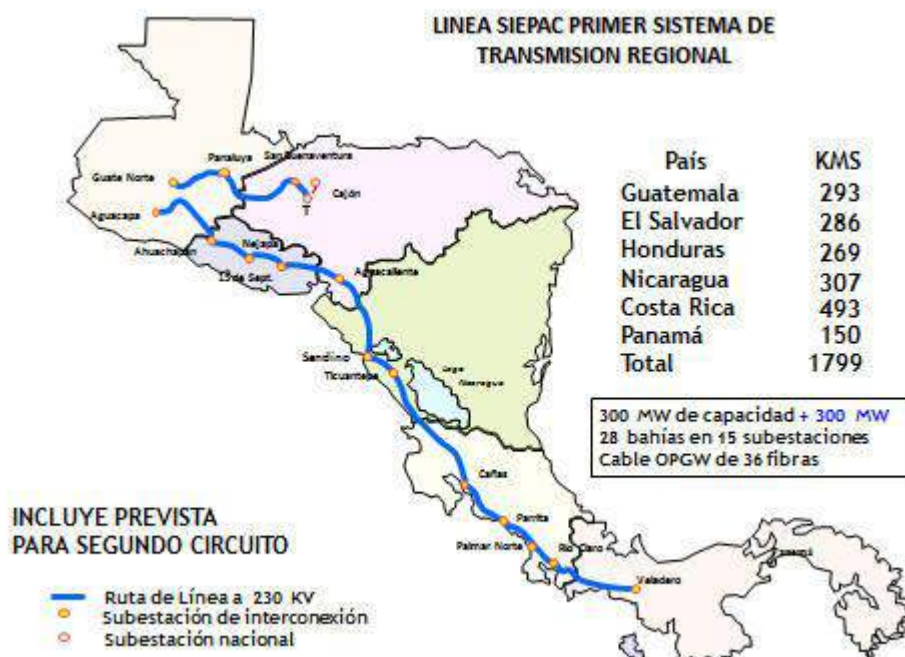 LINEA SIEPAC PRIMER SISTEMA DE
TRANSMISION REGIONAL
Panaluya
San Buenaventura
Guate Norte
Cajón
T
Aguacapa
Ahuachapán
Nejapa
15 de Sept.
Aguacaliente
Sandino
Ticuantepe
Lago
Nicaragua
Cañas
Parrita
Palmar Norte
Rio Claro
Veladero
Panamá
País KMS
Guatemala 293
El Salvador 286
Honduras 269
Nicaragua 307
Costa Rica 493
Panamá 150
Total 1799
300 MW de capacidad + 300 MW
28 bahías en 15 subestaciones
Cable OPGW de 36 fibras
INCLUYE PREVISTA
PARA SEGUNDO CIRCUITO
Ruta de Línea a 230 KV
Subestación de interconexión
Subestación nacional